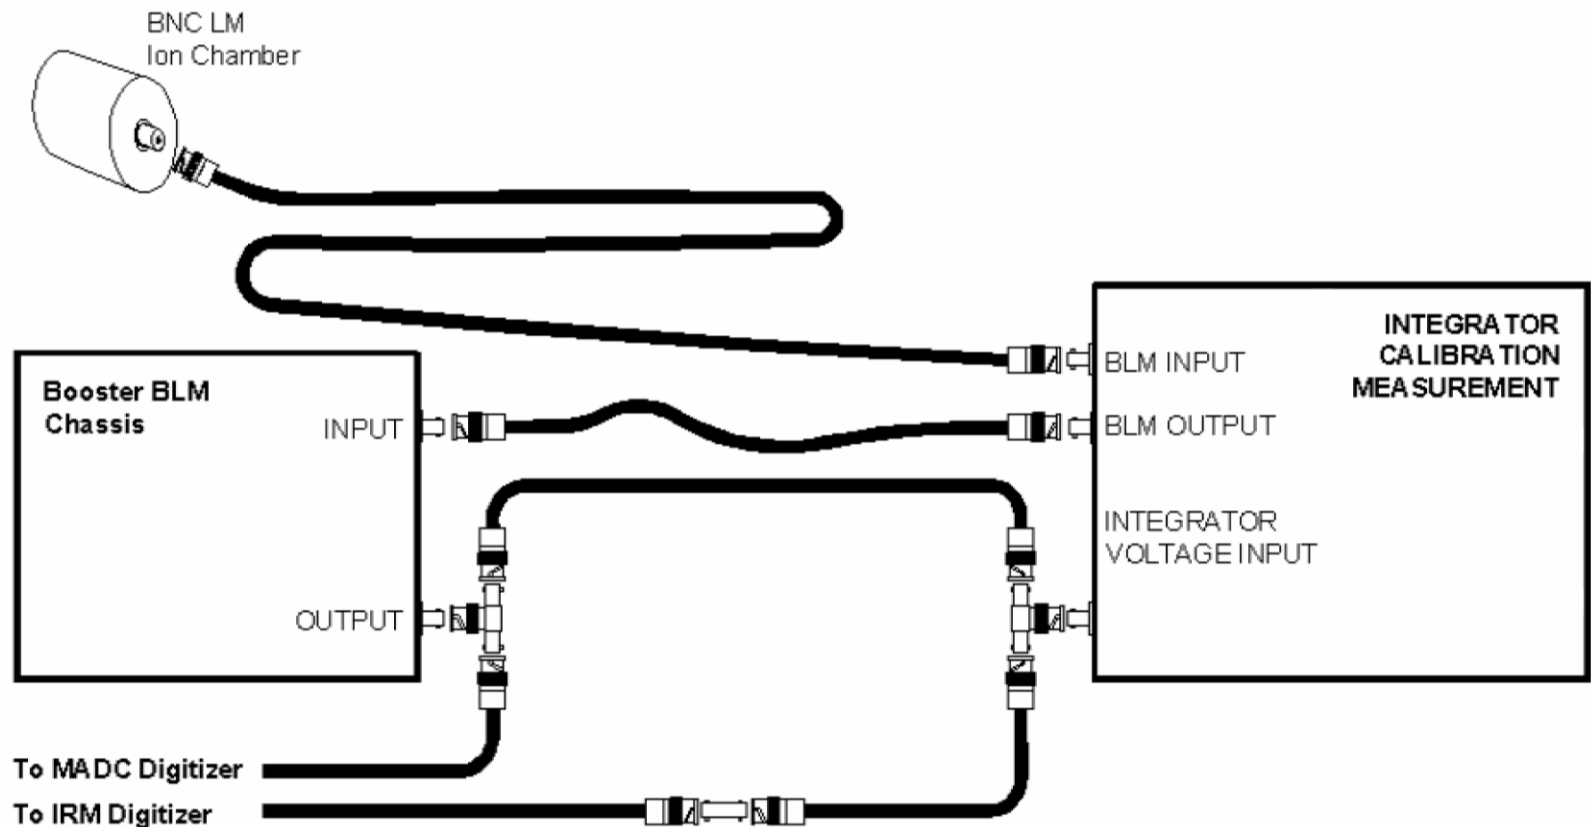 BNC LM
Ion Chamber
INTEGRATOR
CALIBRATION
MEASUREMENT
BLM INPUT
Booster BLM
Chassis
INPUT
BLM OUTPUT
INTEGRATOR
VOLTAGE INPUT
OUTPUT
To MADC Digitizer
To IRM Digitizer